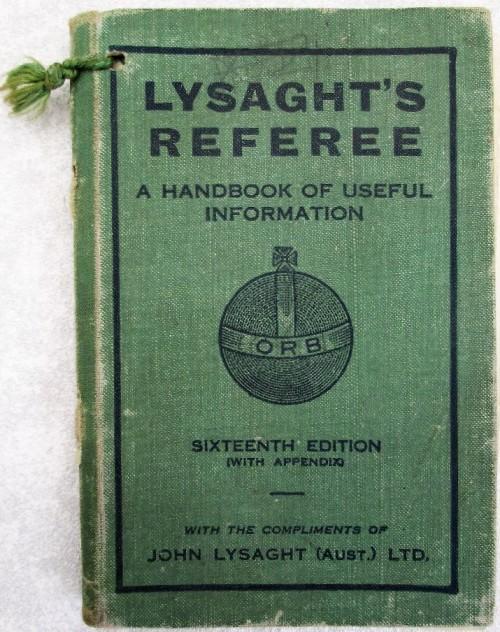 LYSAGHT'S
REFEREE
A HANDBOOK OF USEFUL
INFORMATION
ORB
SIXTEENTH EDITION
(WITH APPENDIX)
WITH THE COMPLIMENTS OF
JOHN LYSAGHT (AUST.) LTD.